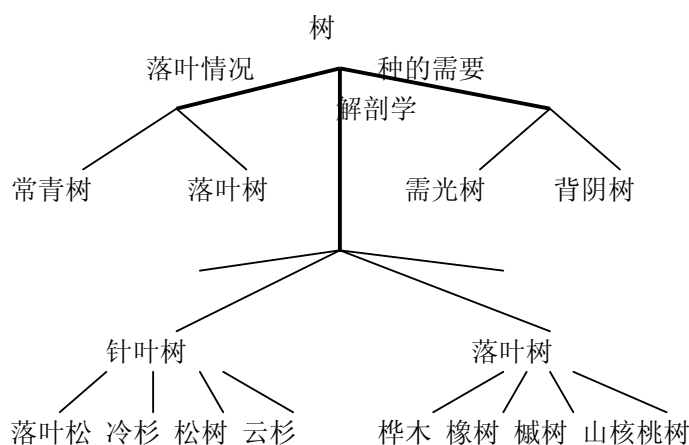 树
落叶情况 种的需要
解剖学
常青树 落叶树 需光树 背阴树
针叶树 落叶树
落叶松 冷杉 松树 云杉 桦木 橡树 槭树 山核桃树